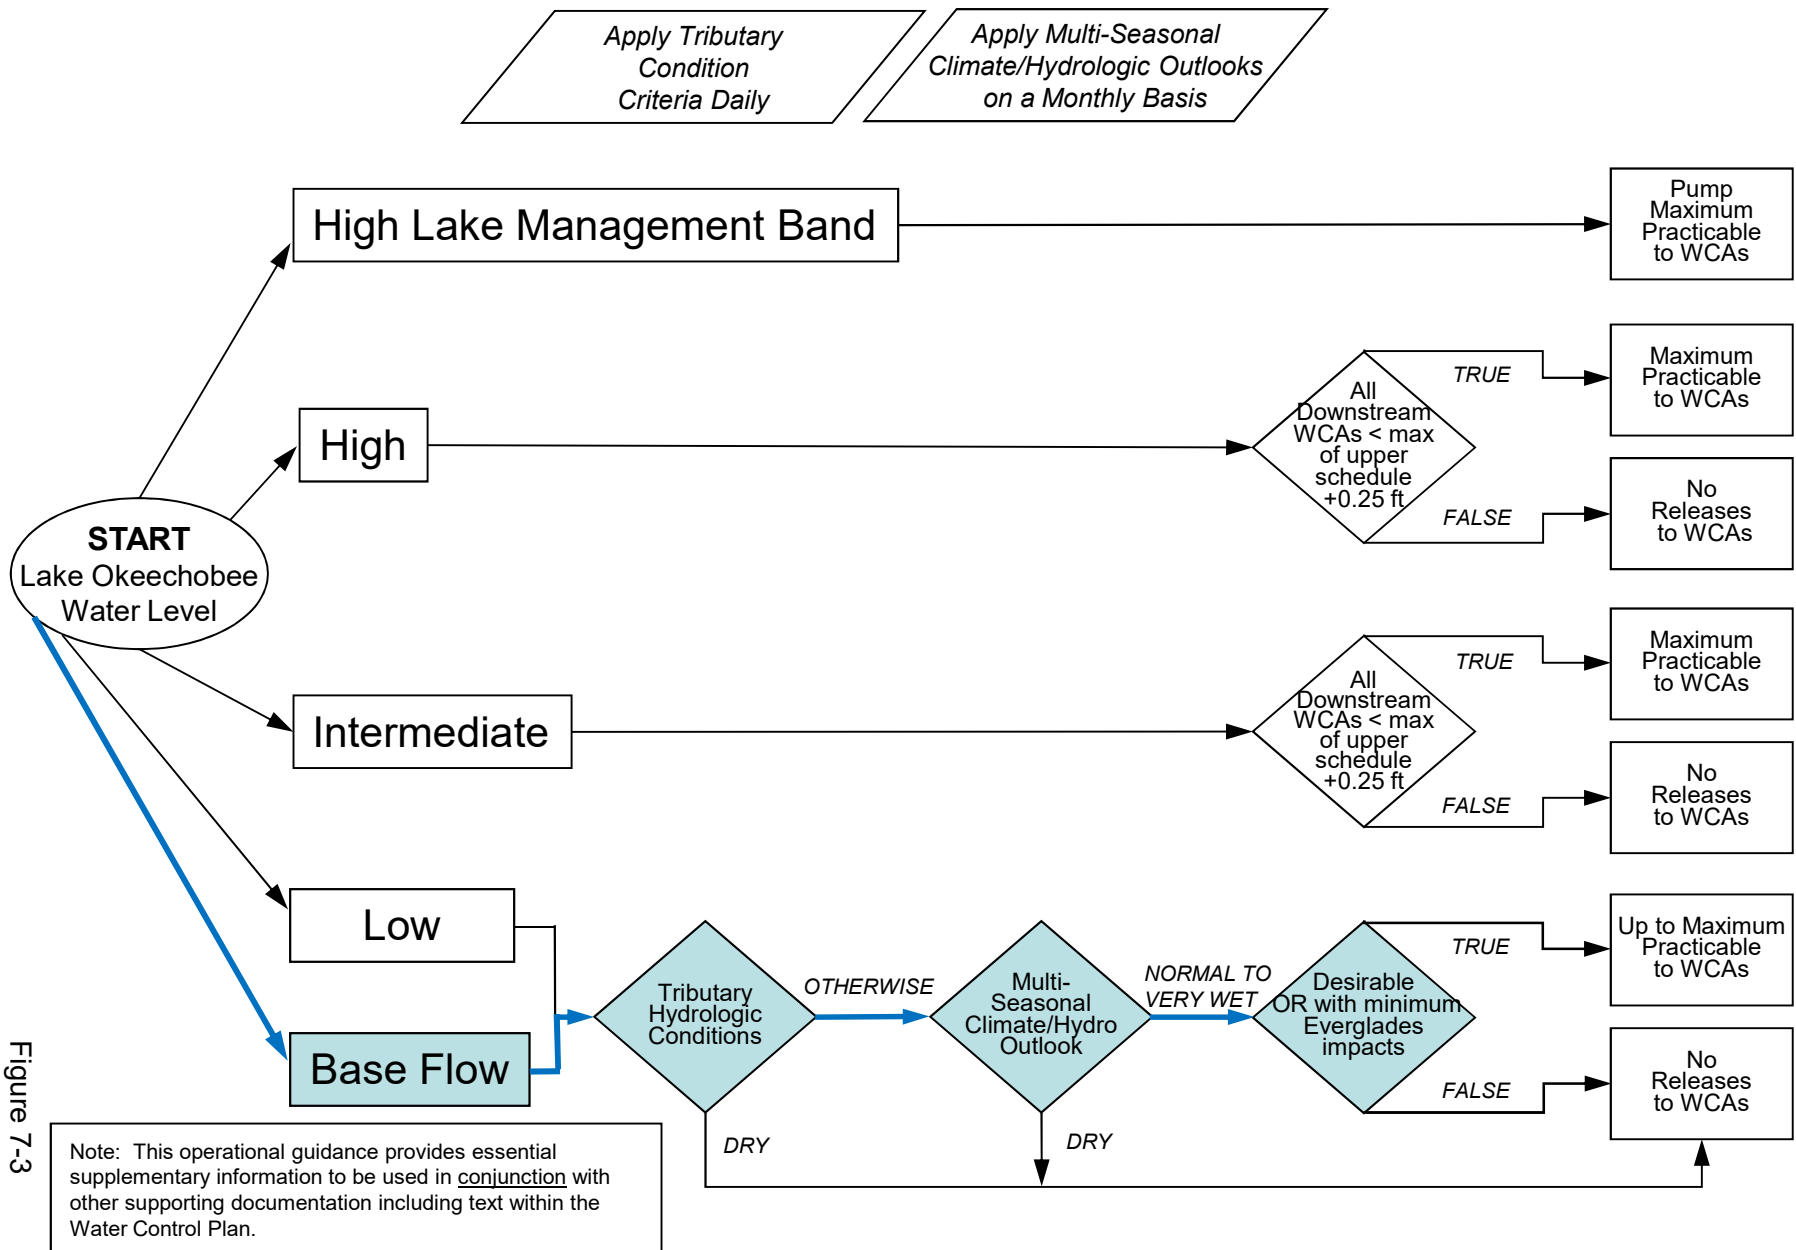 Apply Tributary
Condition
Criteria Daily
Apply Multi-Seasonal
Climate/Hydrologic Outlooks
on a Monthly Basis
High Lake Management Band
Pump
Maximum
Practicable
to WCAs
High
All
Downstream
WCAs < max
of upper
schedule
+0.25 ft
TRUE
Maximum
Practicable
to WCAs
FALSE
No
Releases
to WCAs
START
Lake Okeechobee
Water Level
Intermediate
All
Downstream
WCAs < max
of upper
schedule
+0.25 ft
TRUE
Maximum
Practicable
to WCAs
FALSE
No
Releases
to WCAs
Low
Base Flow
Tributary
Hydrologic
Conditions
OTHERWISE
DRY
Multi-
Seasonal
Climate/Hydro
Outlook
NORMAL TO
VERY WET
DRY
Desirable
OR with minimum
Everglades
impacts
TRUE
Up to Maximum
Practicable
to WCAs
FALSE
No
Releases
to WCAs
Note: This operational guidance provides essential
supplementary information to be used in conjunction with
other supporting documentation including text within the
Water Control Plan.
Figure 7-3